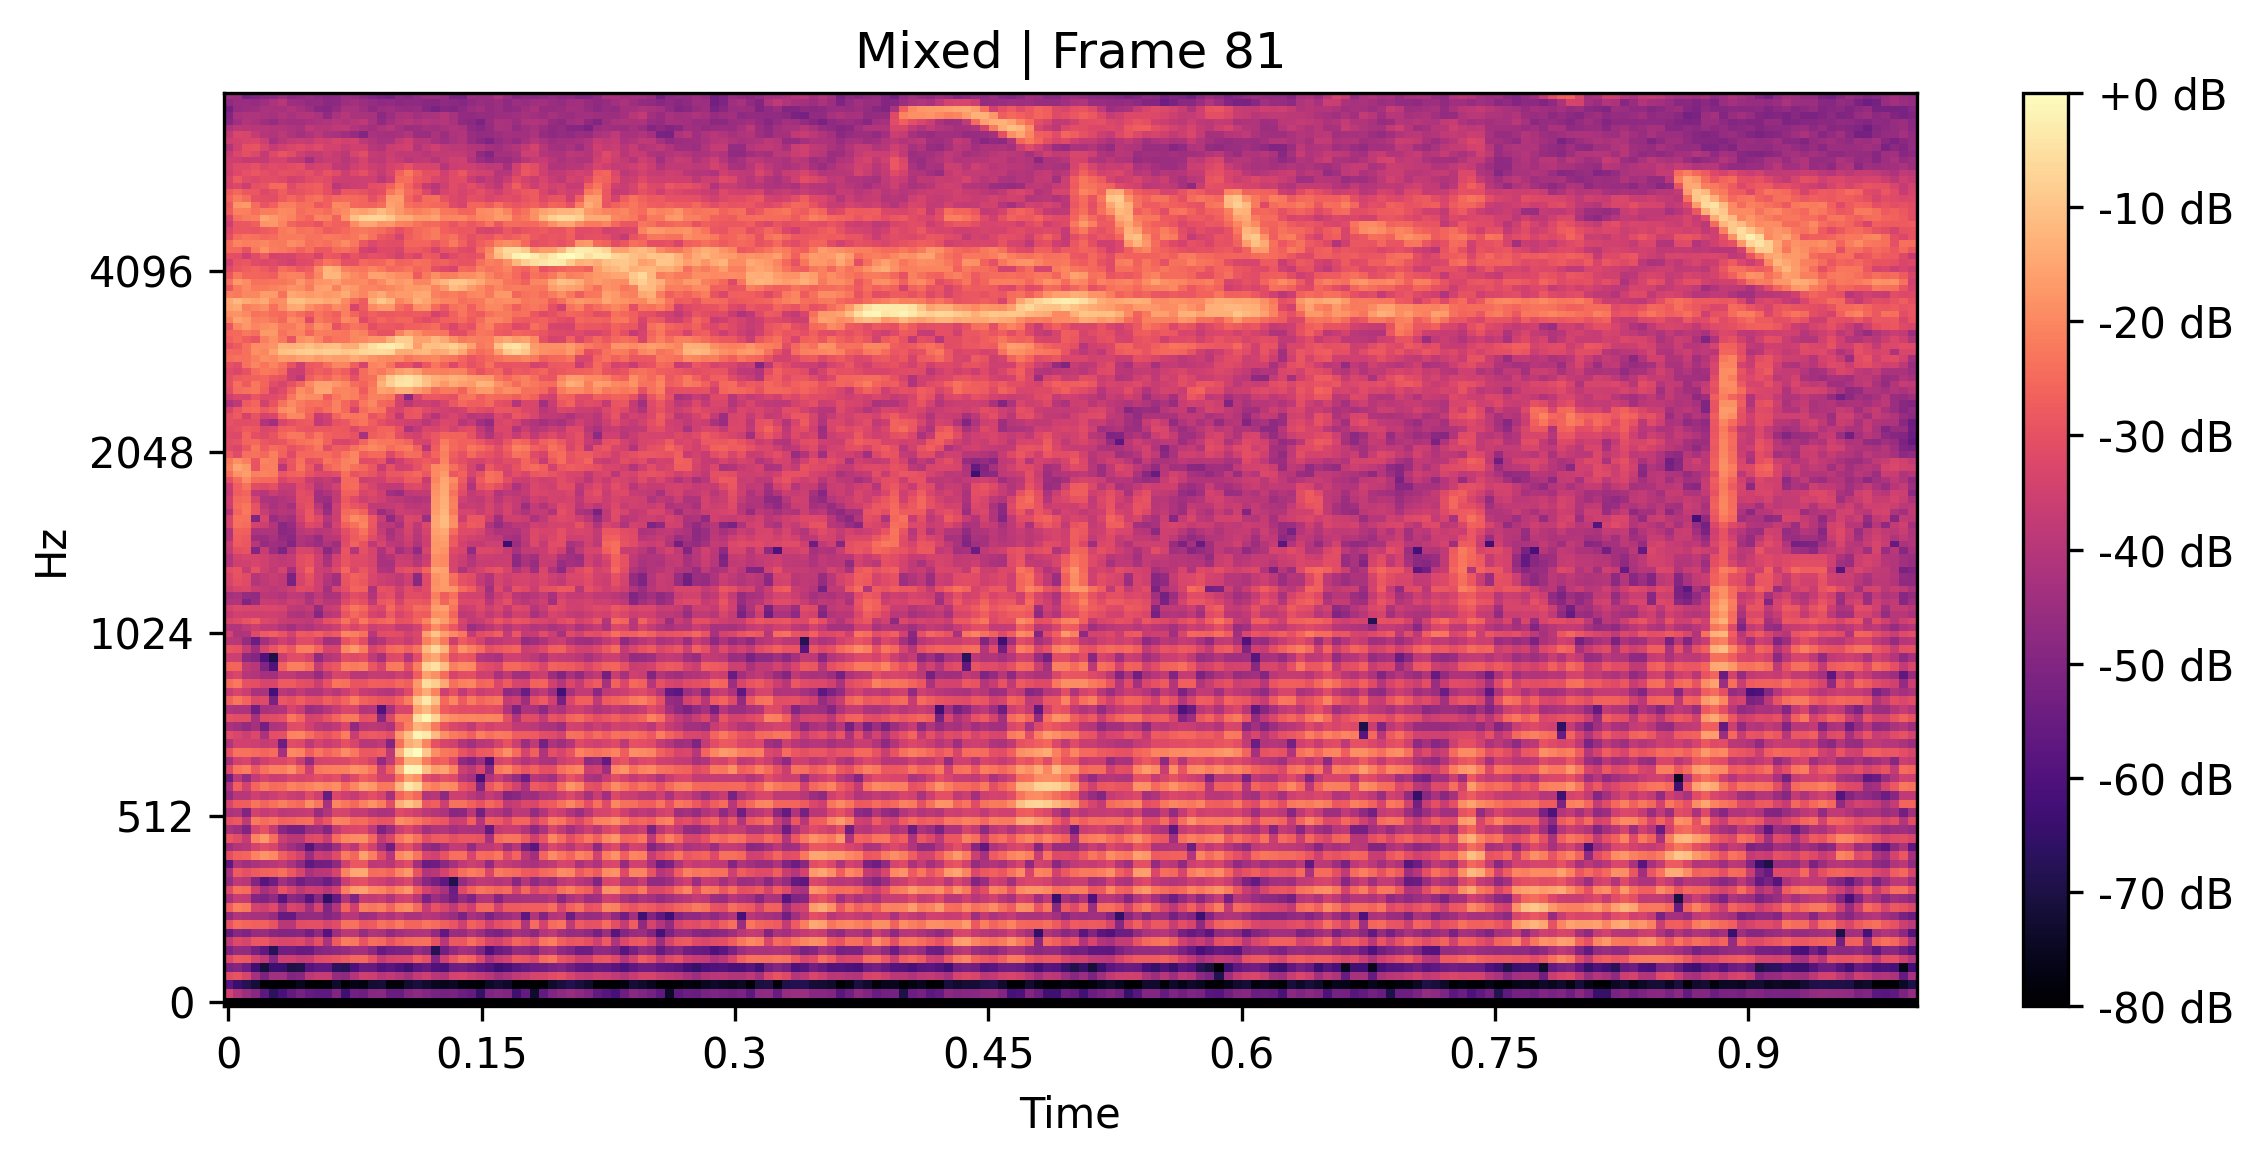 Mixed | Frame 81
+0 dB
-10 dB
-20 dB
-30 dB
-40 dB
-50 dB
-60 dB
-70 dB
-80 dB
4096
2048
1024
512
0
Hz
0 0.15 0.3 0.45 0.6 0.75 0.9
Time